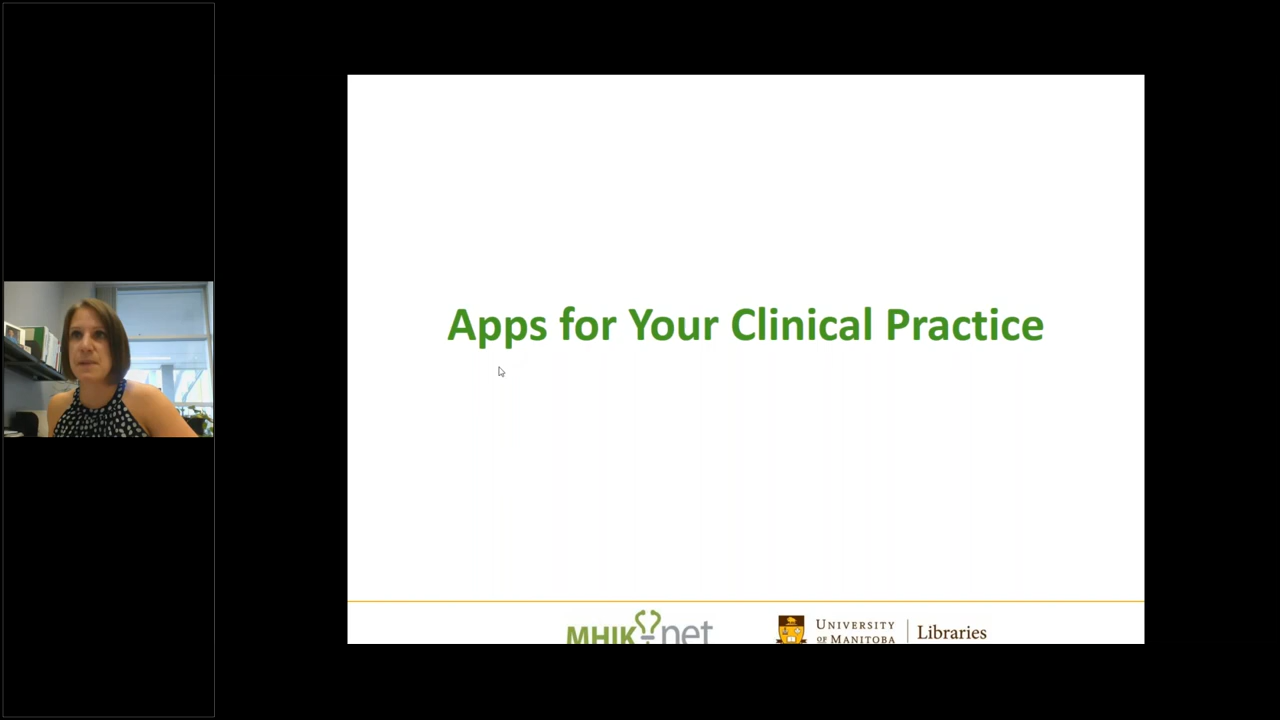 Apps for Your Clinical Practice
MHIK net
UNIVERSITY
OF MANITOBA
Libraries